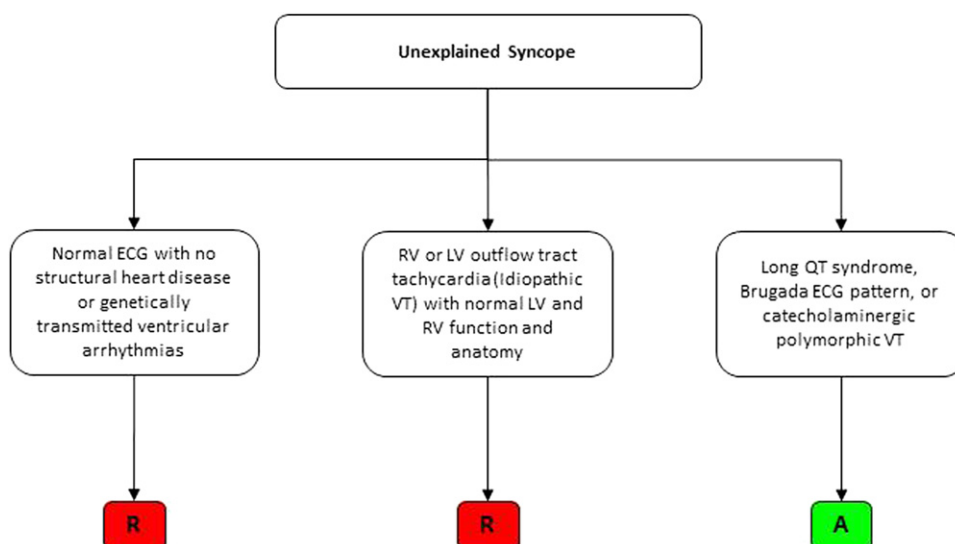 Unexplained Syncope
Normal ECG with no
structural heart disease
or genetically
transmitted ventricular
arrhythmias
RV or LV outflow tract
tachycardia (Idiopathic
VT) with normal LV and
RV function and
anatomy
Long QT syndrome,
Brugada ECG pattern, or
catecholaminergic
polymorphic VT
R
R
A